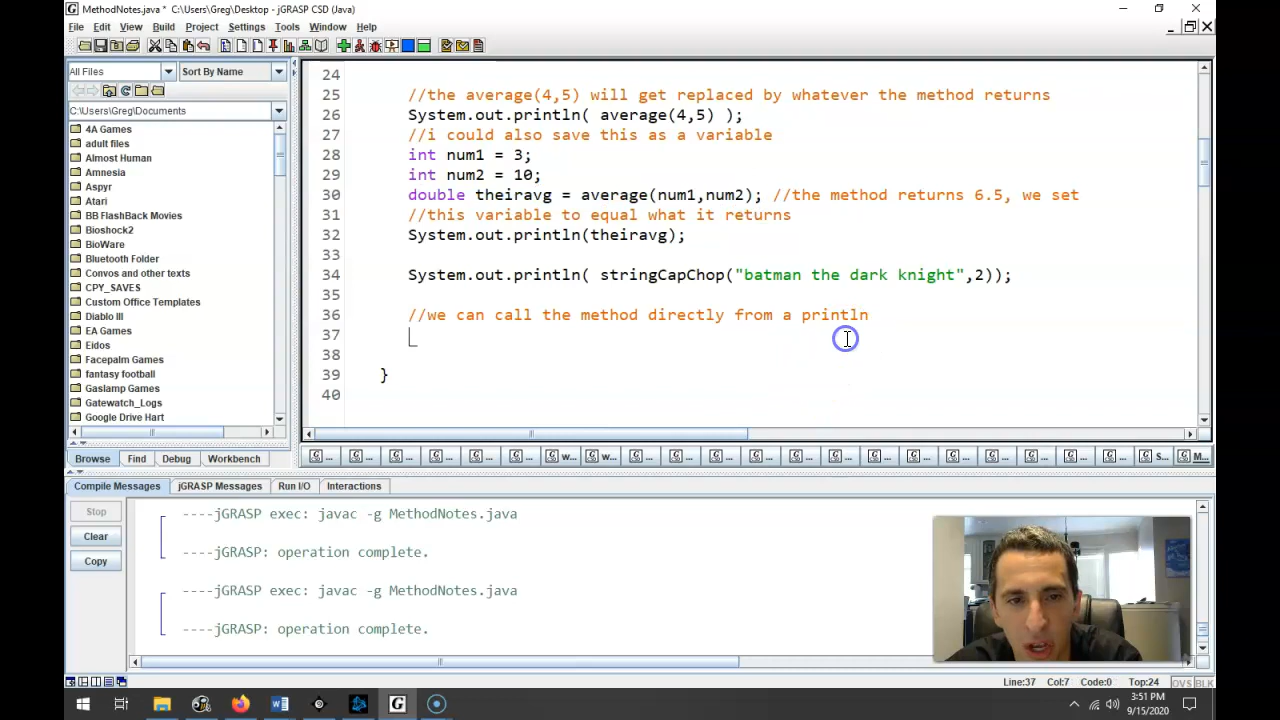 MethodNotes.java * C:\Users\Greg\Desktop - jGRASP CSD (Java)
File Edit View Build Project Settings Tools Window Help
All Files Sort By Name
C:\Users\Greg\Documents
4A Games
adult files
Almost Human
Amnesia
Aspyr
Atari
BB FlashBack Movies
Bioshock2
BioWare
Bluetooth Folder
Convos and other texts
CPY_SAVES
Custom Office Templates
Diablo III
EA Games
Eidos
Facepalm Games
fantasy football
Gaslamp Games
Gatewatch_Logs
Google Drive Hart
Browse Find Debug Workbench
24
25 //the average(4,5) will get replaced by whatever the method returns
26 System.out.println( average(4,5) );
27 //i could also save this as a variable
28 int num1 = 3;
29 int num2 = 10;
30 double theiravg = average(num1,num2); //the method returns 6.5, we set
31 //this variable to equal what it returns
32 System.out.println(theiravg);
33
34 System.out.println( stringCapChop("batman the dark knight",2));
35
36 //we can call the method directly from a println
37
38
39 }
40
... ... ... ... ... ... w... w... ... ... ... ... ... ... ... ... ... ... ... ... ... S... M...
Compile Messages jGRASP Messages Run I/O Interactions
Stop
Clear
Copy
----jGRASP exec: javac -g MethodNotes.java
----jGRASP: operation complete.
----jGRASP exec: javac -g MethodNotes.java
----jGRASP: operation complete.
Line:37 Col:7 Code:0 Top:24 OVS BLK
3:51 PM
9/15/2020